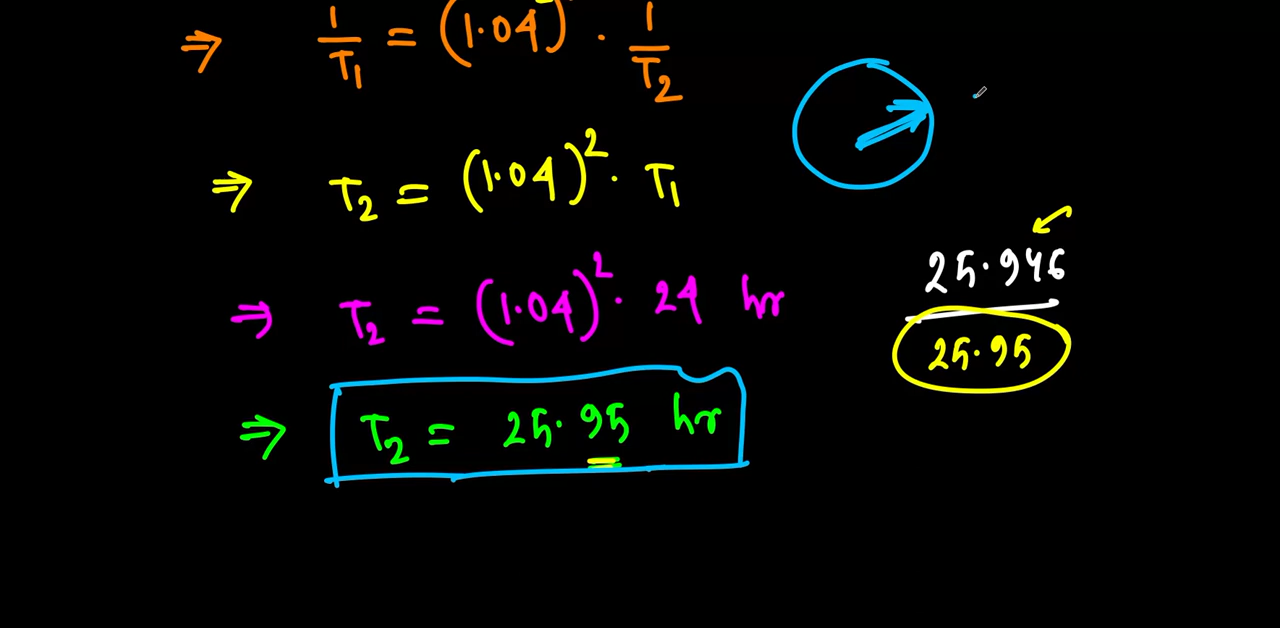 ⇒ 1/T₁ = (1.04)² · 1/T₂
⇒ T₂ = (1.04)² · T₁
⇒ T₂ = (1.04)² · 24 hr
⇒ T₂ = 25.95 hr
25.946
25.95